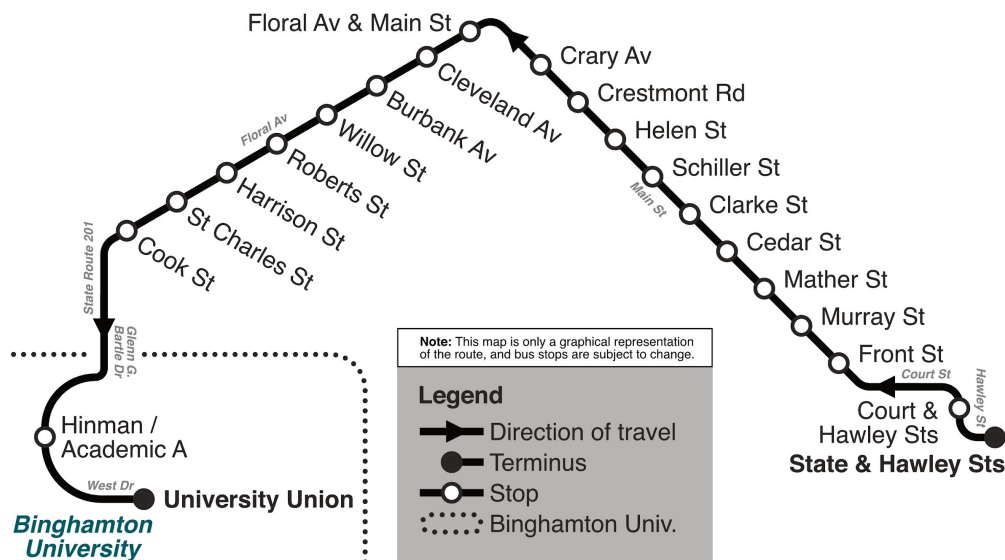 Floral Av & Main St
Crary Av
Cleveland Av
Crestmont Rd
Burbank Av
Helen St
Willow St
Floral Av
Schiller St
Roberts St
Main St
Clarke St
Harrison St
St Charles St
Cedar St
Cook St
State Route 201
Mather St
Murray St
Glenn G.
Bartle Dr
Note: This map is only a graphical representation
of the route, and bus stops are subject to change.
Front St
Court St
Hawley St
Legend
Direction of travel
Terminus
Stop
Binghamton Univ.
Court &
Hawley Sts
State & Hawley Sts
Hinman /
Academic A
West Dr
University Union
Binghamton
University